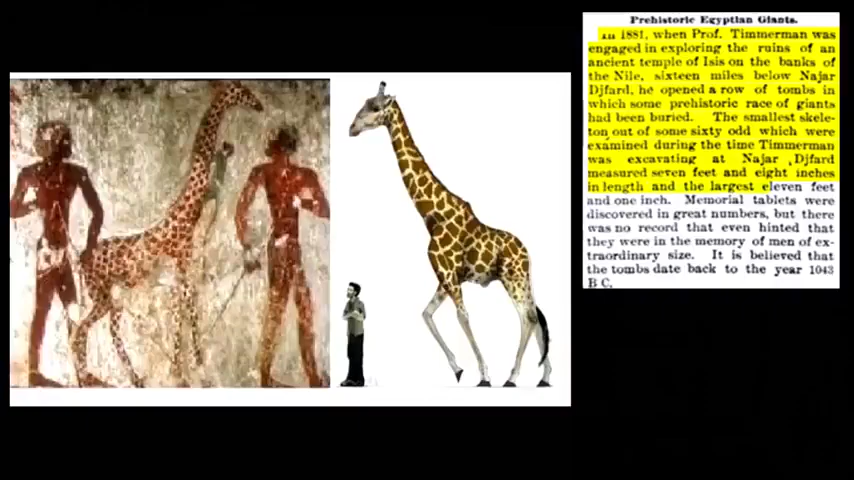 Prehistoric Egyptian Giants.
In 1881, when Prof. Timmerman was
engaged in exploring the ruins of an
ancient temple of Isis on the banks of
the Nile, sixteen miles below Najar
Djfard, he opened a row of tombs in
which some prehistoric race of giants
had been buried. The smallest skele-
ton out of some sixty odd which were
examined during the time Timmerman
was excavating at Najar Djfard
measured seven feet and eight inches
in length and the largest eleven feet
and one inch. Memorial tablets were
discovered in great numbers, but there
was no record that even hinted that
they were in the memory of men of ex-
traordinary size. It is believed that
the tombs date back to the year 1043
B C.